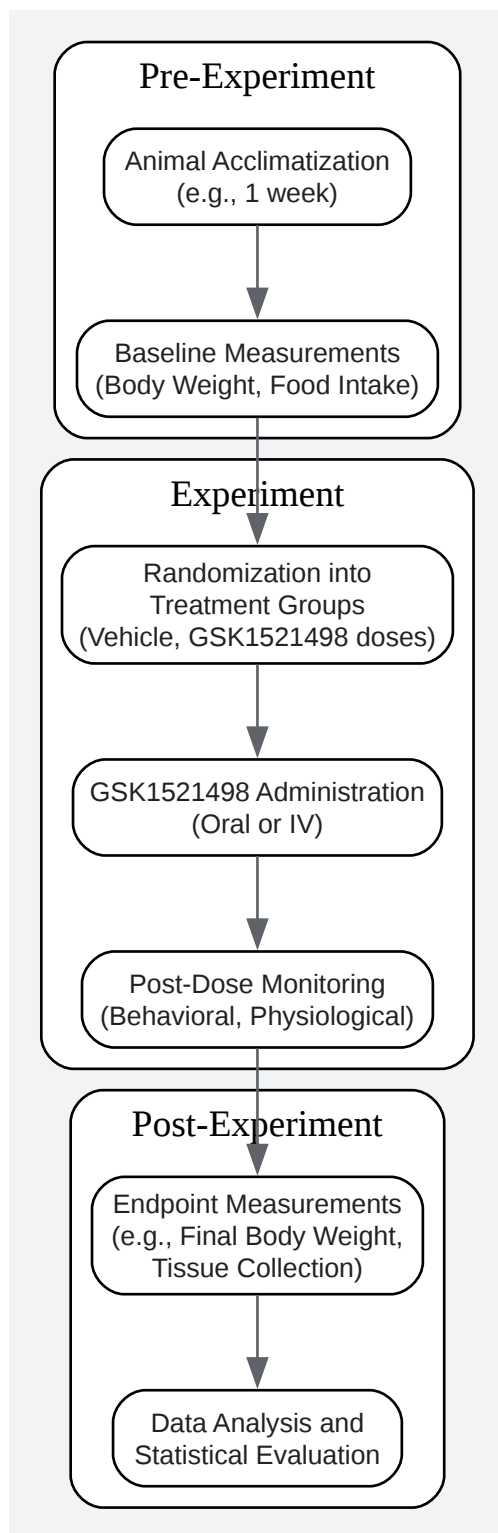 Pre-Experiment
Animal Acclimatization
(e.g., 1 week)
Baseline Measurements
(Body Weight, Food Intake)
Experiment
Randomization into
Treatment Groups
(Vehicle, GSK1521498 doses)
GSK1521498 Administration
(Oral or IV)
Post-Dose Monitoring
(Behavioral, Physiological)
Post-Experiment
Endpoint Measurements
(e.g., Final Body Weight,
Tissue Collection)
Data Analysis and
Statistical Evaluation